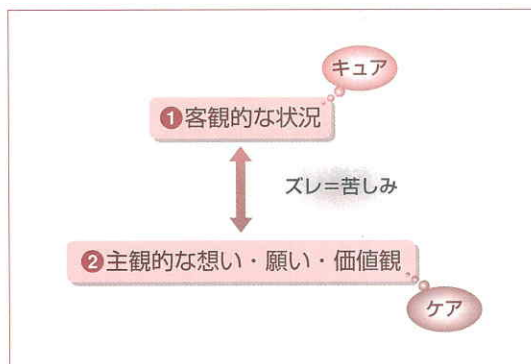 キュア
❶客観的な状況
ズレ=苦しみ
❷主観的な想い・願い・価値観
ケア